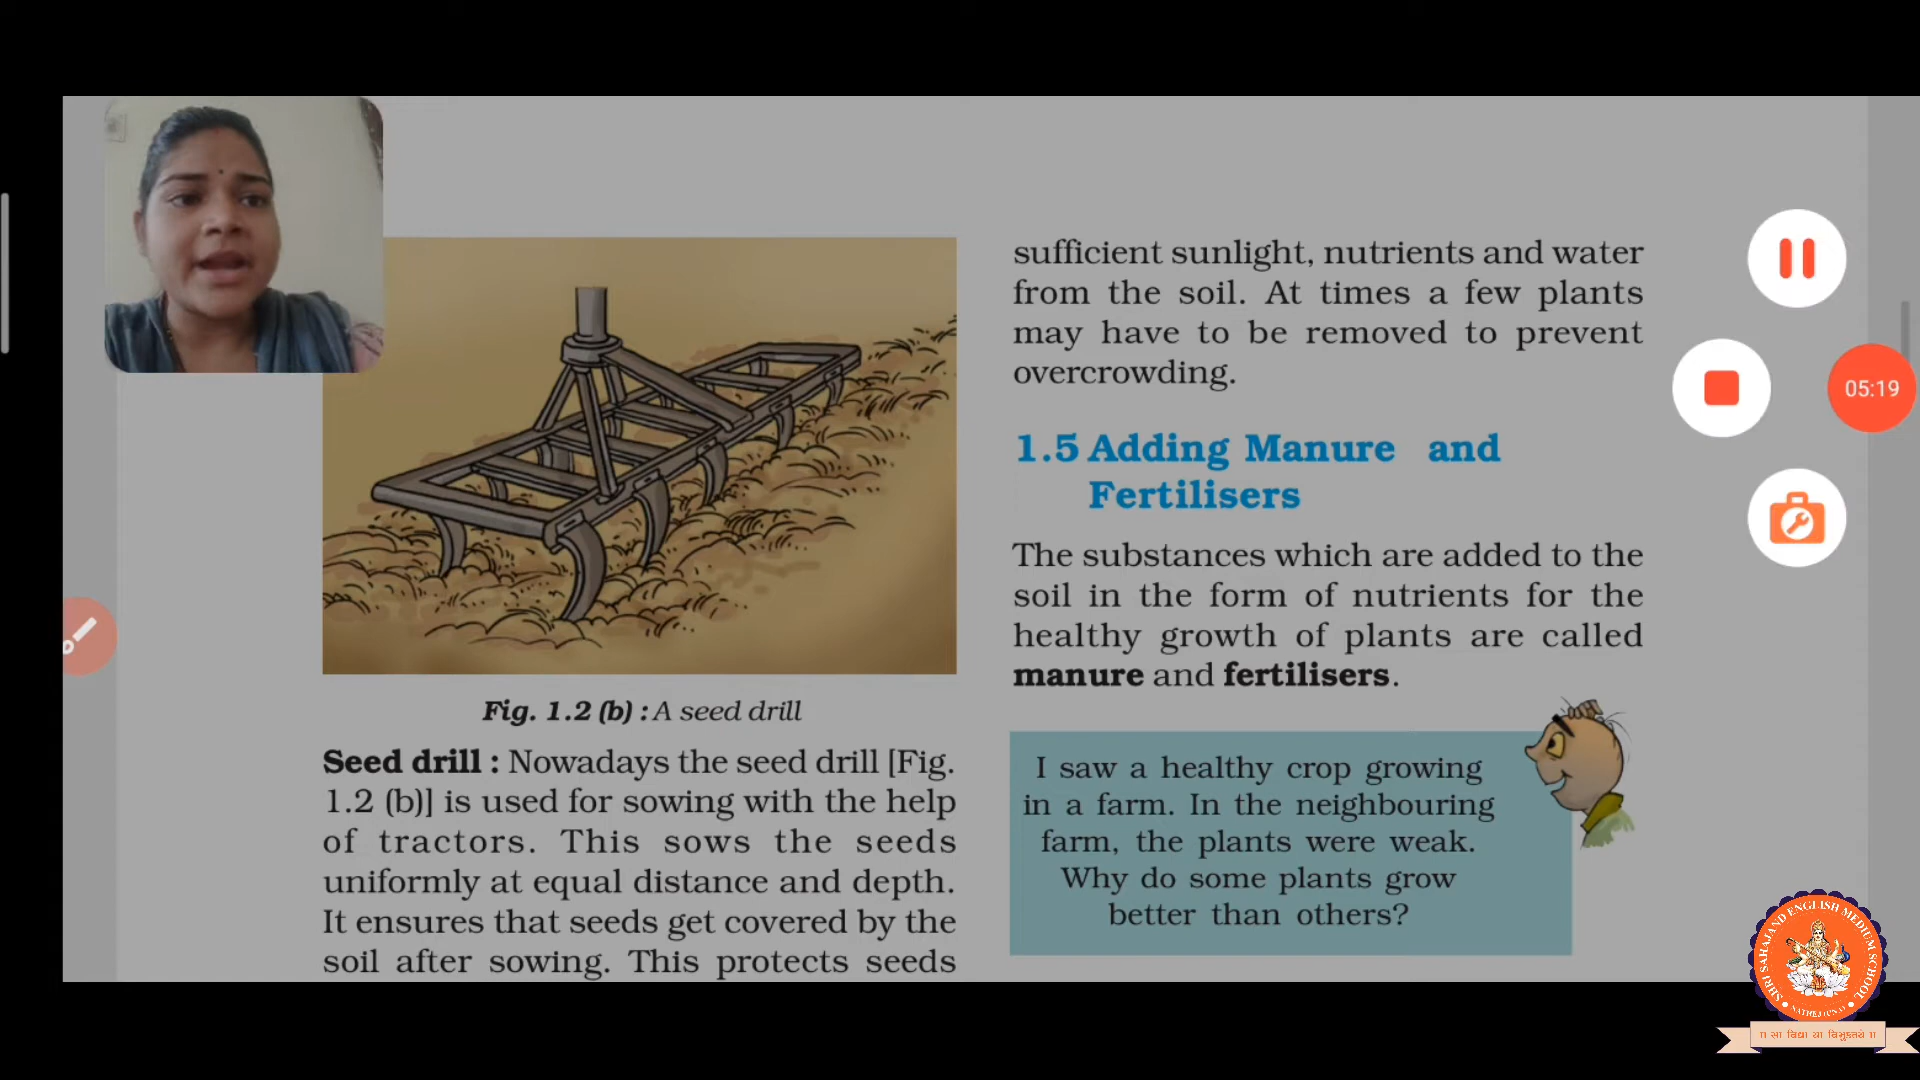 Fig. 1.2 (b) : A seed drill
Seed drill : Nowadays the seed drill [Fig.
1.2 (b)] is used for sowing with the help
of tractors. This sows the seeds
uniformly at equal distance and depth.
It ensures that seeds get covered by the
soil after sowing. This protects seeds
sufficient sunlight, nutrients and water
from the soil. At times a few plants
may have to be removed to prevent
overcrowding.
1.5 Adding Manure and
Fertilisers
The substances which are added to the
soil in the form of nutrients for the
healthy growth of plants are called
manure and fertilisers.
I saw a healthy crop growing
in a farm. In the neighbouring
farm, the plants were weak.
Why do some plants grow
better than others?
05:19
SHRI SAHAJANAND ENGLISH MEDIUM SCHOOL
॥ सा विद्या या विमुक्तये ॥